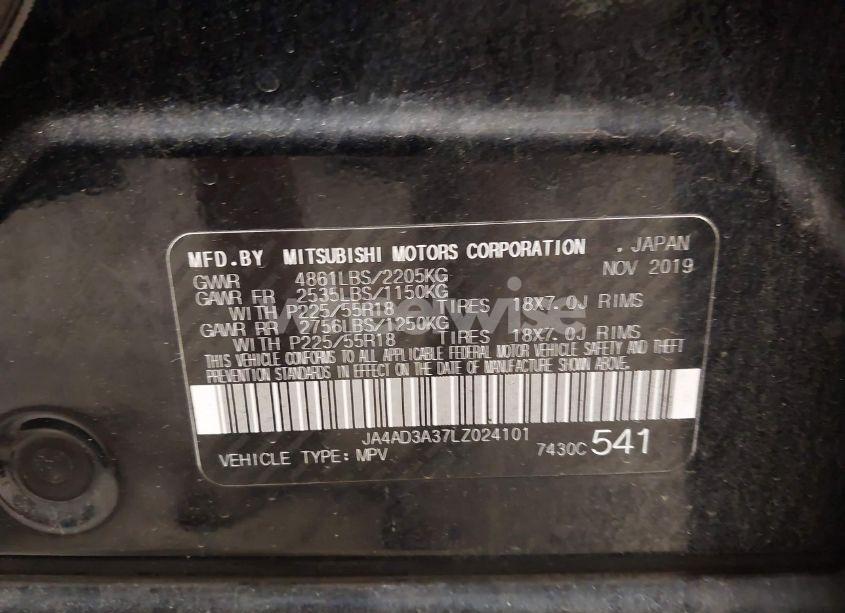 MFD.BY MITSUBISHI MOTORS CORPORATION . JAPAN
GVWR 4861LBS/2205KG NOV 2019
GAWR FR 2535LBS/1150KG
WITH P225/55R18 TIRES 18X7.0J RIMS
GAWR RR 2756LBS/1250KG
WITH P225/55R18 TIRES 18X7.0J RIMS
THIS VEHICLE CONFORMS TO ALL APPLICABLE FEDERAL MOTOR VEHICLE SAFETY AND THEFT
PREVENTION STANDARDS IN EFFECT ON THE DATE OF MANUFACTURE SHOWN ABOVE.
JA4AD3A37LZ024101
VEHICLE TYPE: MPV 7430C 541